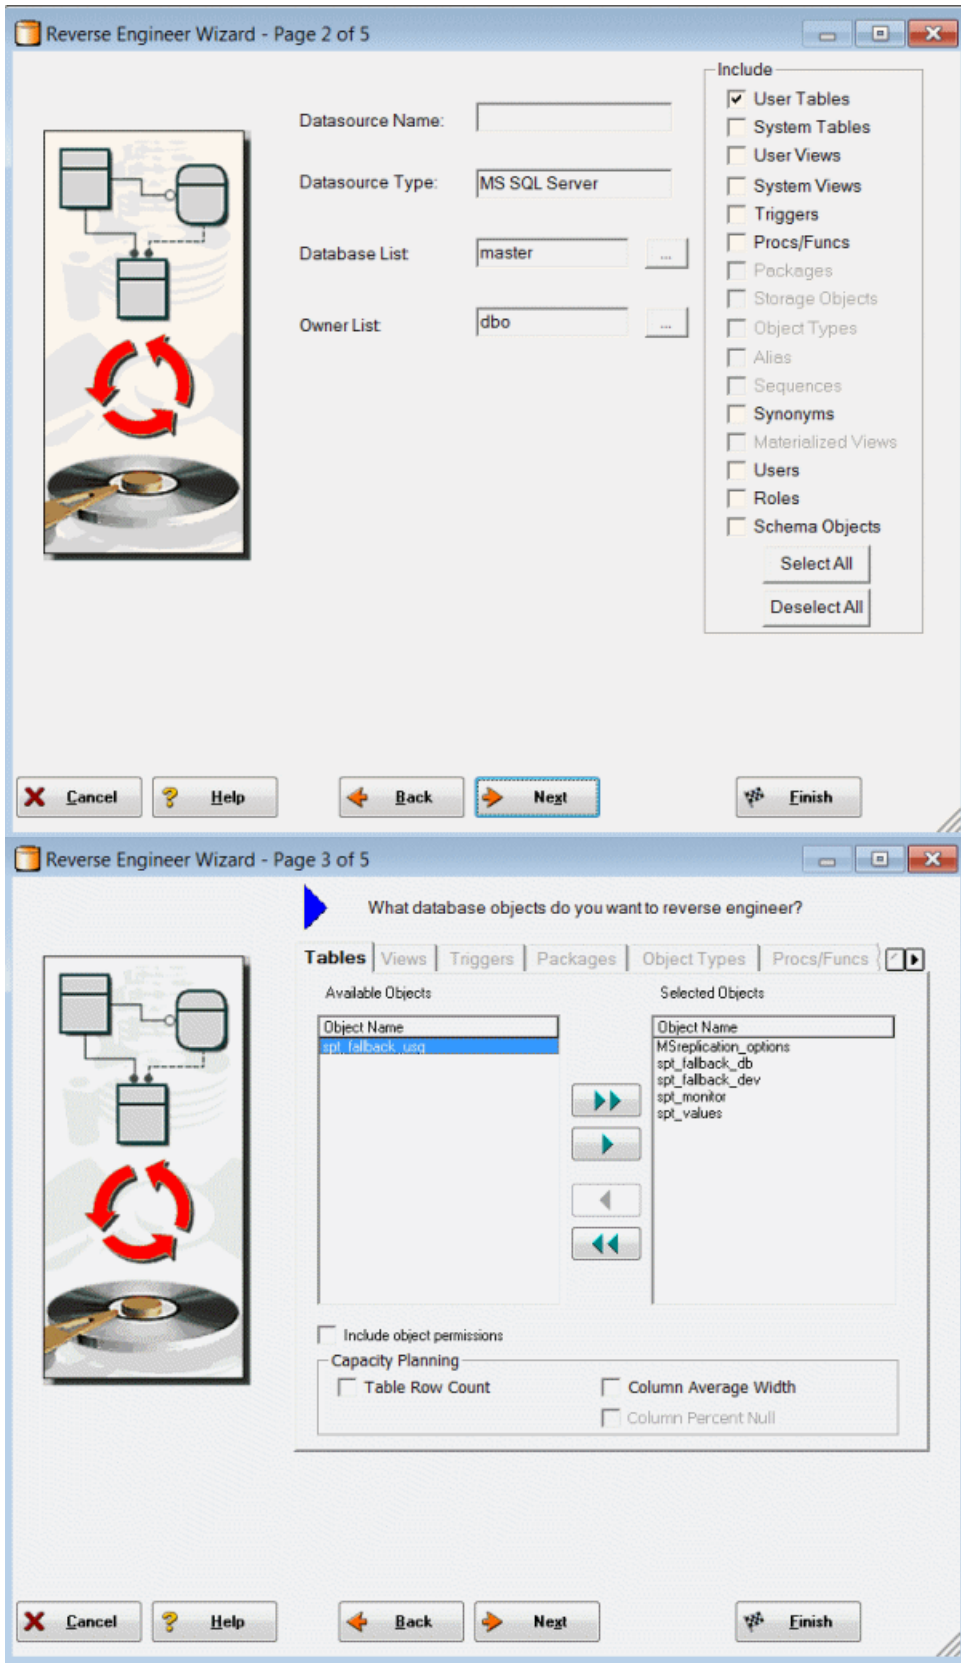 Reverse Engineer Wizard - Page 2 of 5
Include
User Tables
System Tables
User Views
System Views
Triggers
Procs/Funcs
Packages
Storage Objects
Object Types
Alias
Sequences
Synonyms
Materialized Views
Users
Roles
Schema Objects
Select All
Deselect All
Datasource Name:
Datasource Type: MS SQL Server
Database List: master ...
Owner List: dbo ...
Cancel Help Back Next Finish
Reverse Engineer Wizard - Page 3 of 5
What database objects do you want to reverse engineer?
Tables Views Triggers Packages Object Types Procs/Funcs
Available Objects Selected Objects
Object Name Object Name
spt_fallback_usg MSreplication_options
spt_fallback_db
spt_fallback_dev
spt_monitor
spt_values
Include object permissions
Capacity Planning
Table Row Count Column Average Width
Column Percent Null
Cancel Help Back Next Finish